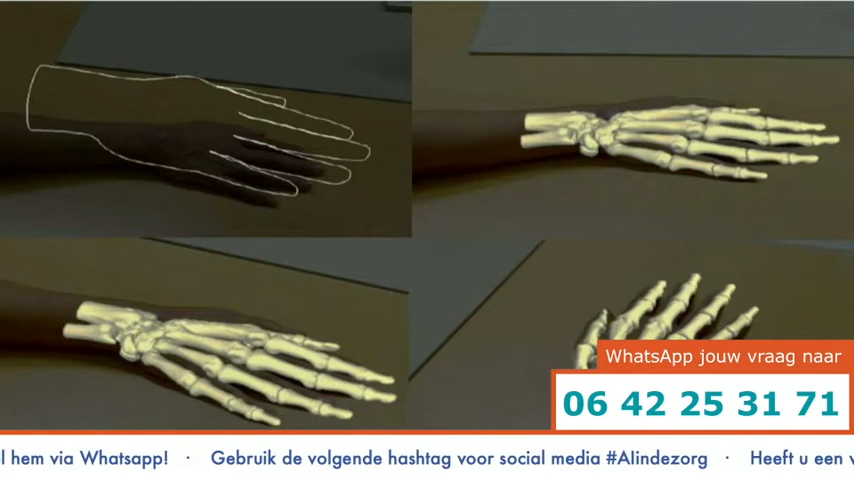 WhatsApp jouw vraag naar
06 42 25 31 71
hem via Whatsapp! · Gebruik de volgende hashtag voor social media #AIindezorg · Heeft u een